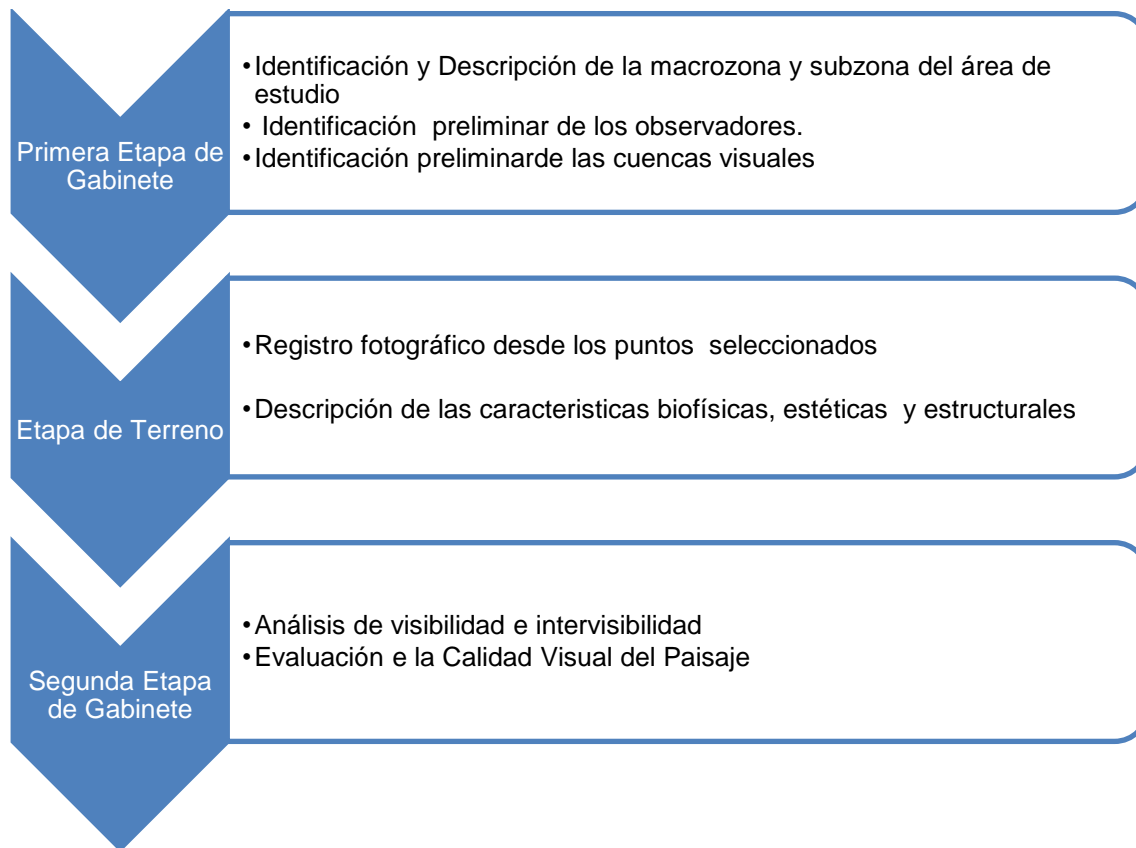 Primera Etapa de
Gabinete
•Identificación y Descripción de la macrozona y subzona del área de
estudio
• Identificación preliminar de los observadores.
•Identificación preliminarde las cuencas visuales
Etapa de Terreno
•Registro fotográfico desde los puntos seleccionados
•Descripción de las caracteristicas biofísicas, estéticas y estructurales
Segunda Etapa
de Gabinete
•Análisis de visibilidad e intervisibilidad
•Evaluación e la Calidad Visual del Paisaje